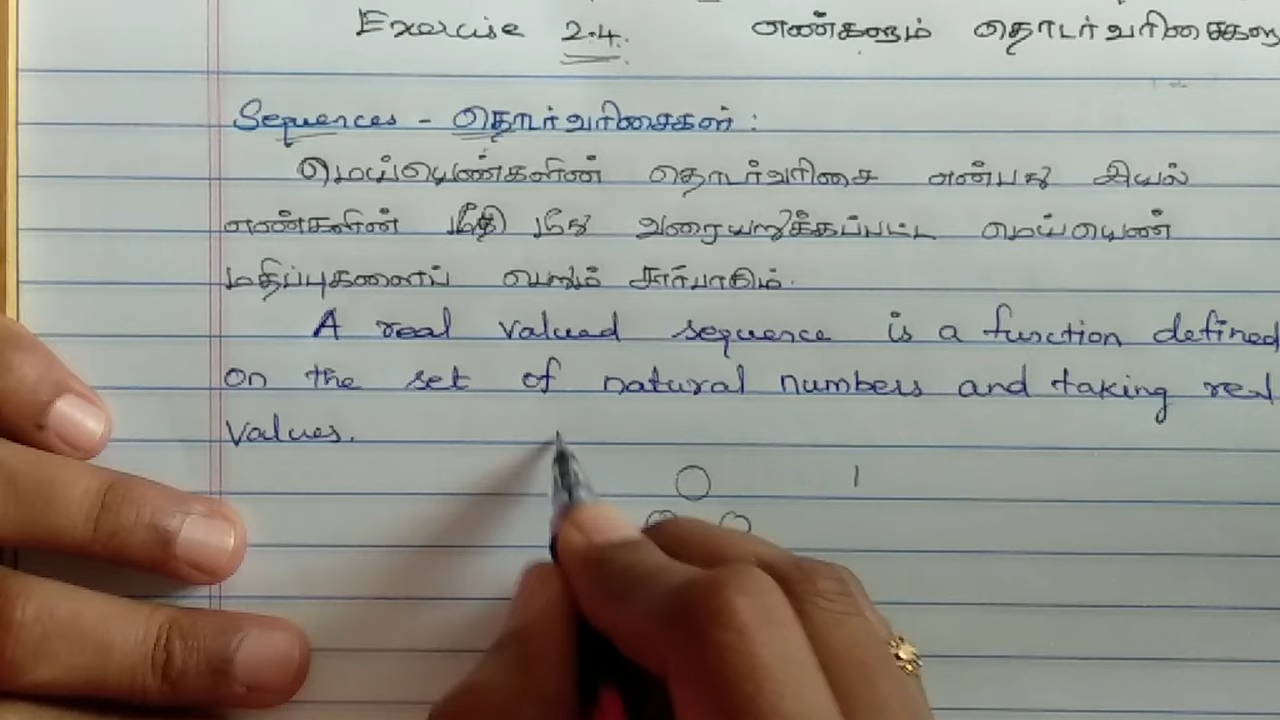 Exercise 2.4. எண்களும் தொடர்வரிசைகளு
Sequences - தொடர்வரிசைகள் :
மெய்யெண்களின் தொடர்வரிசை என்பது இயல்
எண்களின் மீது வரையறுக்கப்பட்ட மெய்யெண்
மதிப்புகளைப் பெறும் சார்பாகும்.
A real valued sequence is a function defined
on the set of natural numbers and taking real
values.
1